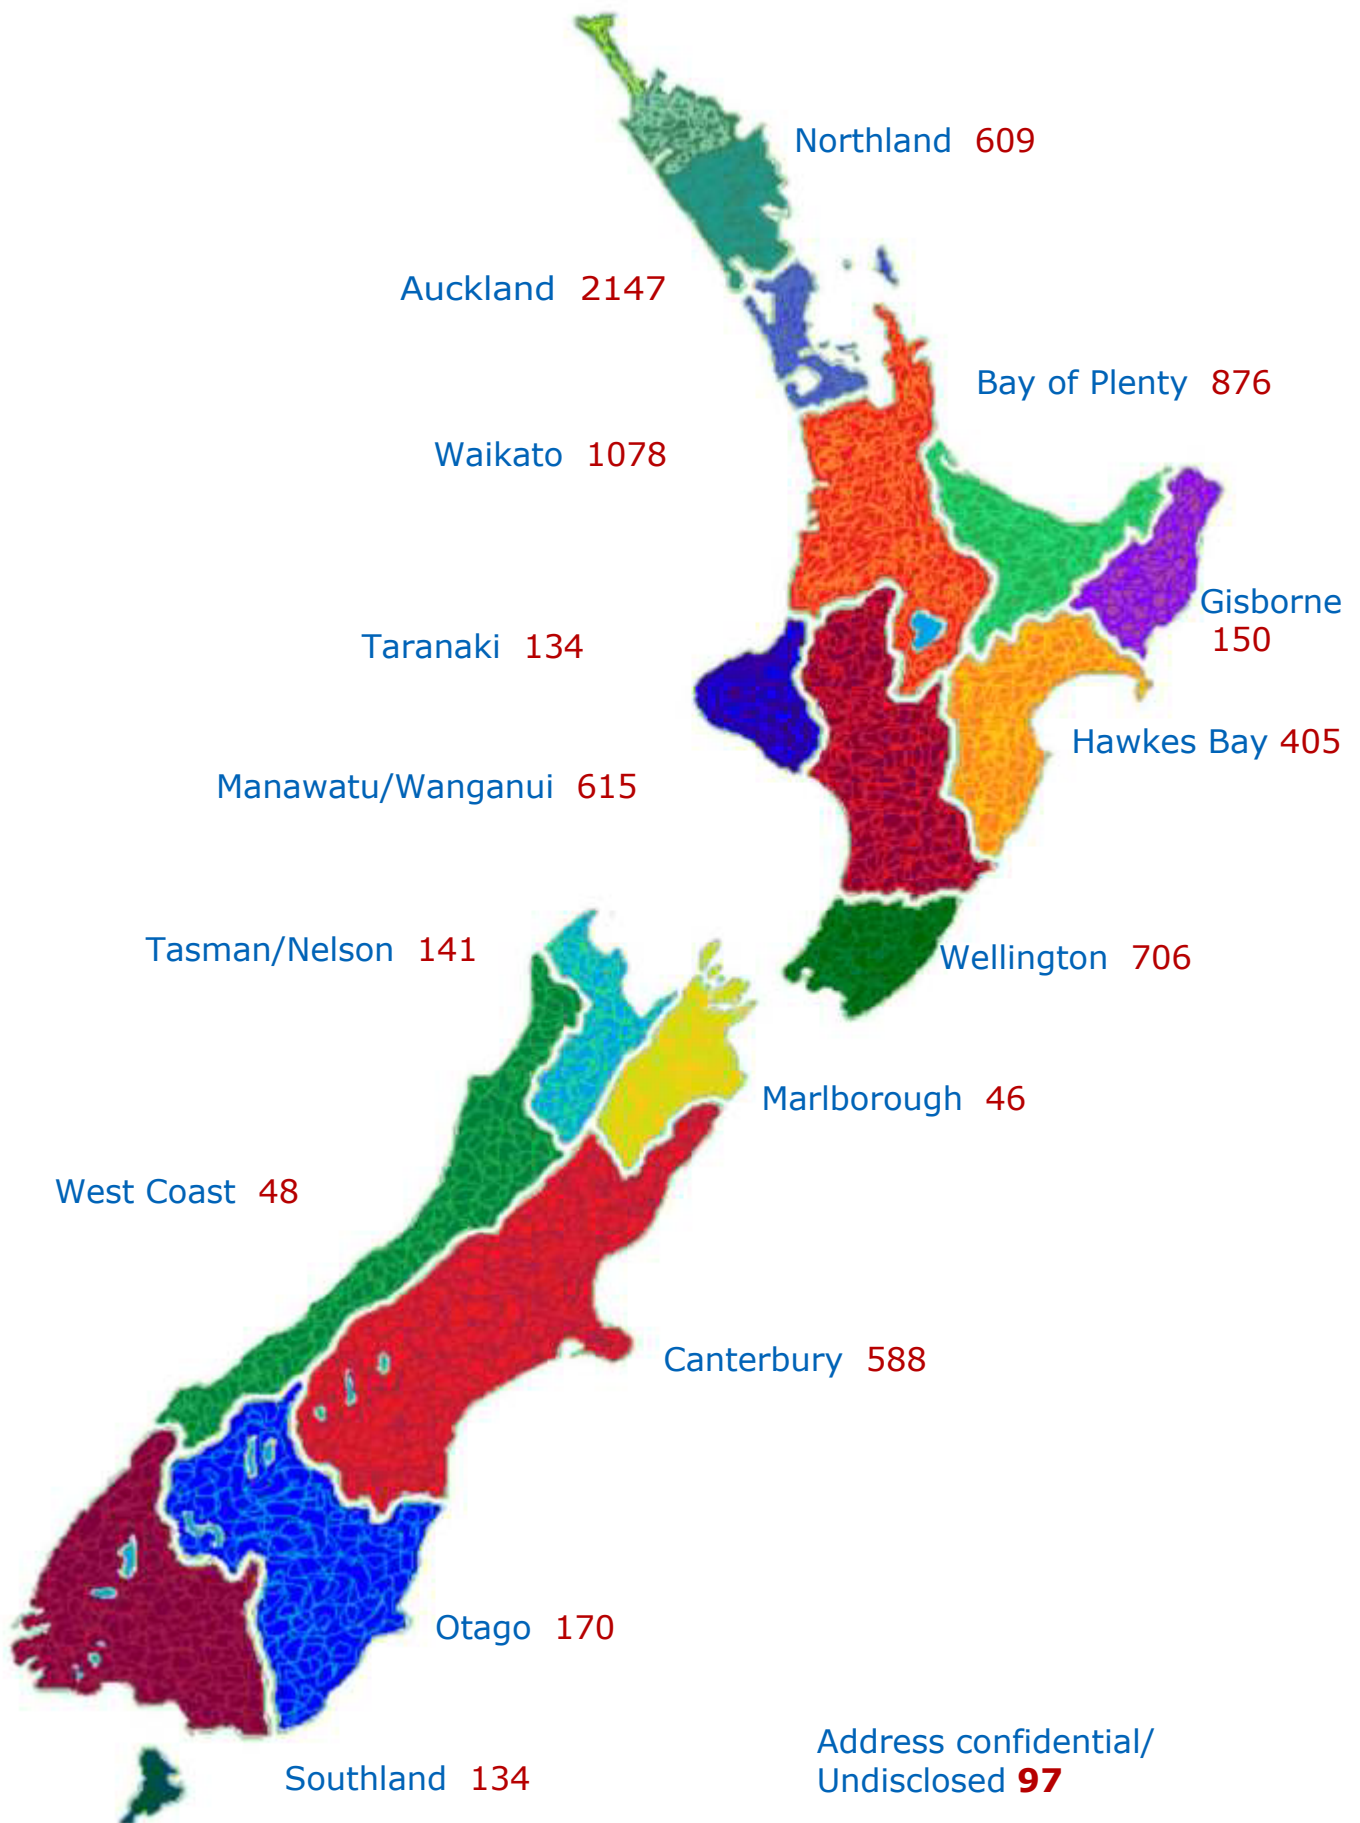 Northland 609
Auckland 2147
Bay of Plenty 876
Waikato 1078
Gisborne
150
Taranaki 134
Hawkes Bay 405
Manawatu/Wanganui 615
Tasman/Nelson 141
Wellington 706
Marlborough 46
West Coast 48
Canterbury 588
Otago 170
Address confidential/
Undisclosed 97
Southland 134